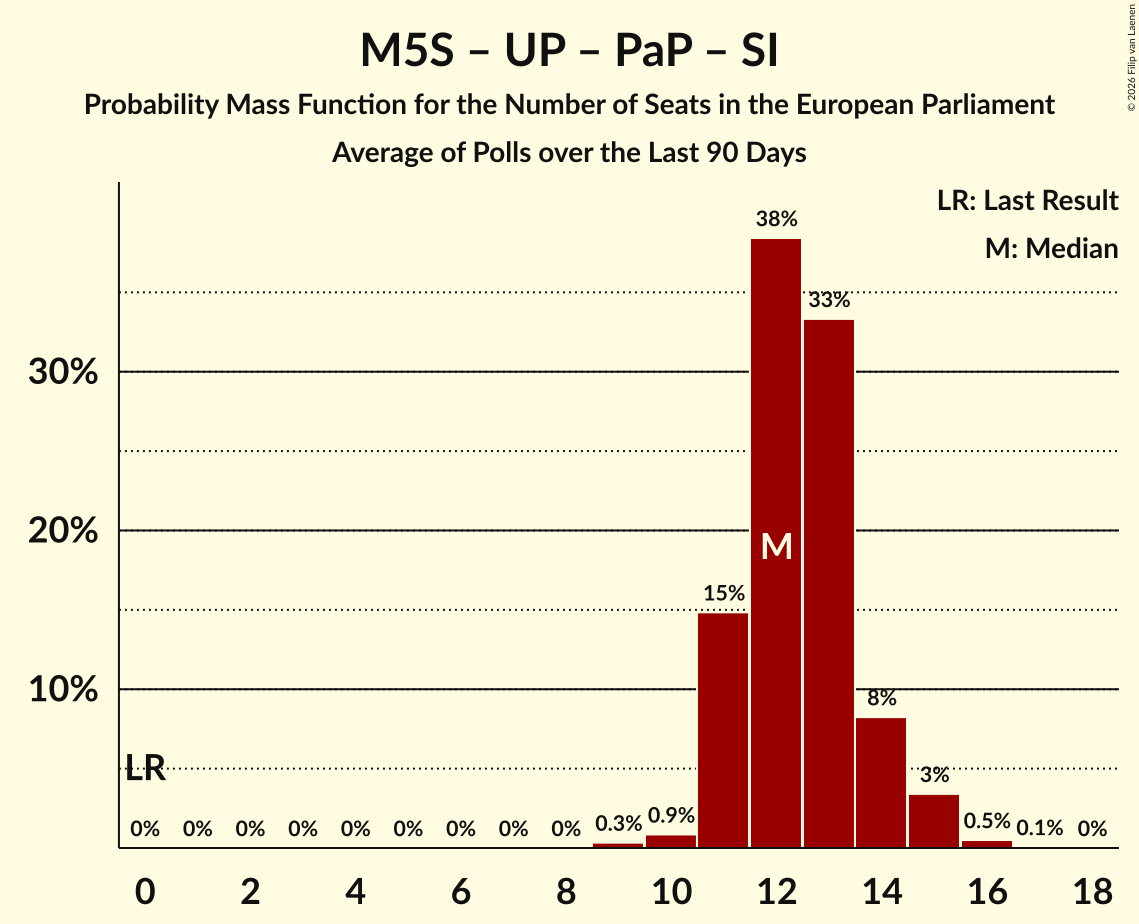 M5S – UP – PaP – SI
Probability Mass Function for the Number of Seats in the European Parliament
Average of Polls over the Last 90 Days
© 2026 Filip van Laenen
LR: Last Result
M: Median
38%
33%
30%
20%
M
15%
10%
8%
LR
3%
0% 0% 0% 0% 0% 0% 0% 0% 0% 0.3% 0.9% 0.5% 0.1% 0%
0 2 4 6 8 10 12 14 16 18